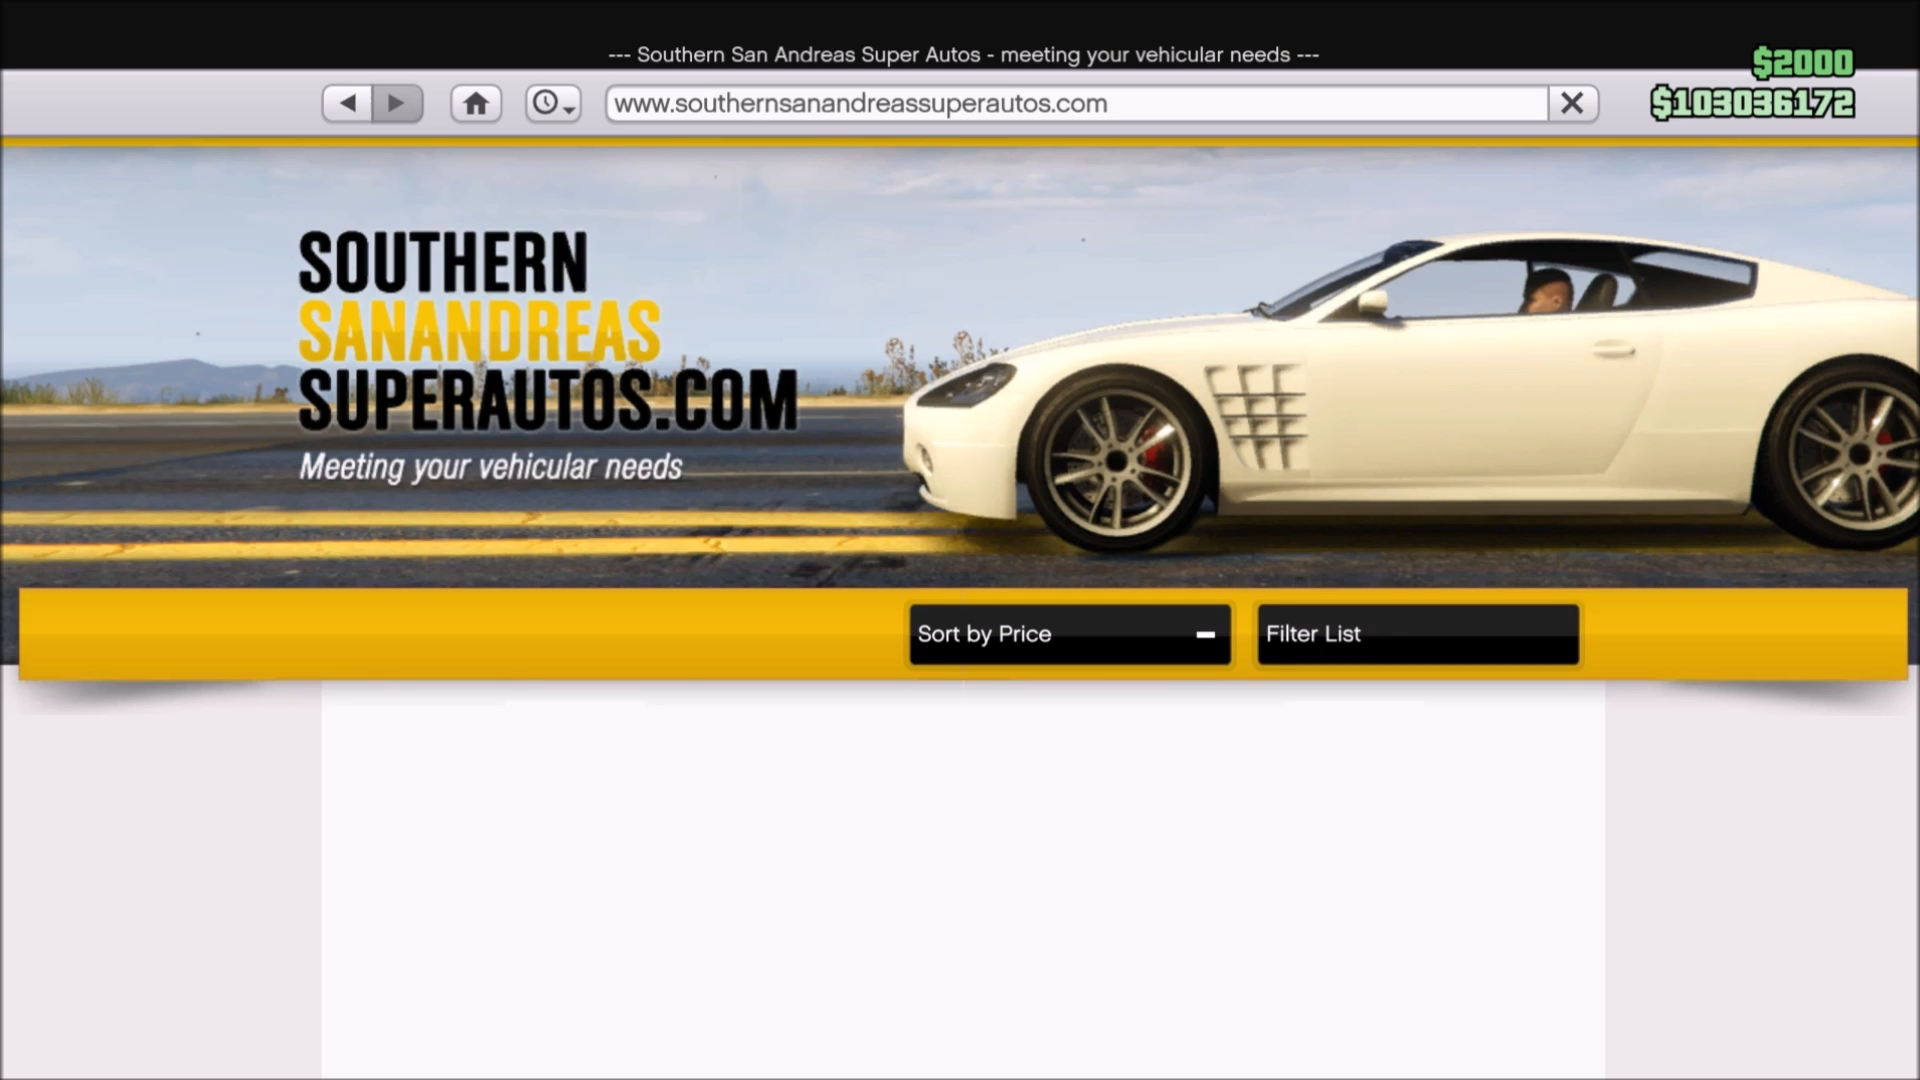 --- Southern San Andreas Super Autos - meeting your vehicular needs ---
$2000
www.southernsanandreassuperautos.com
$103036172
SOUTHERN
SANANDREAS
SUPERAUTOS.COM
Meeting your vehicular needs
Sort by Price
Filter List